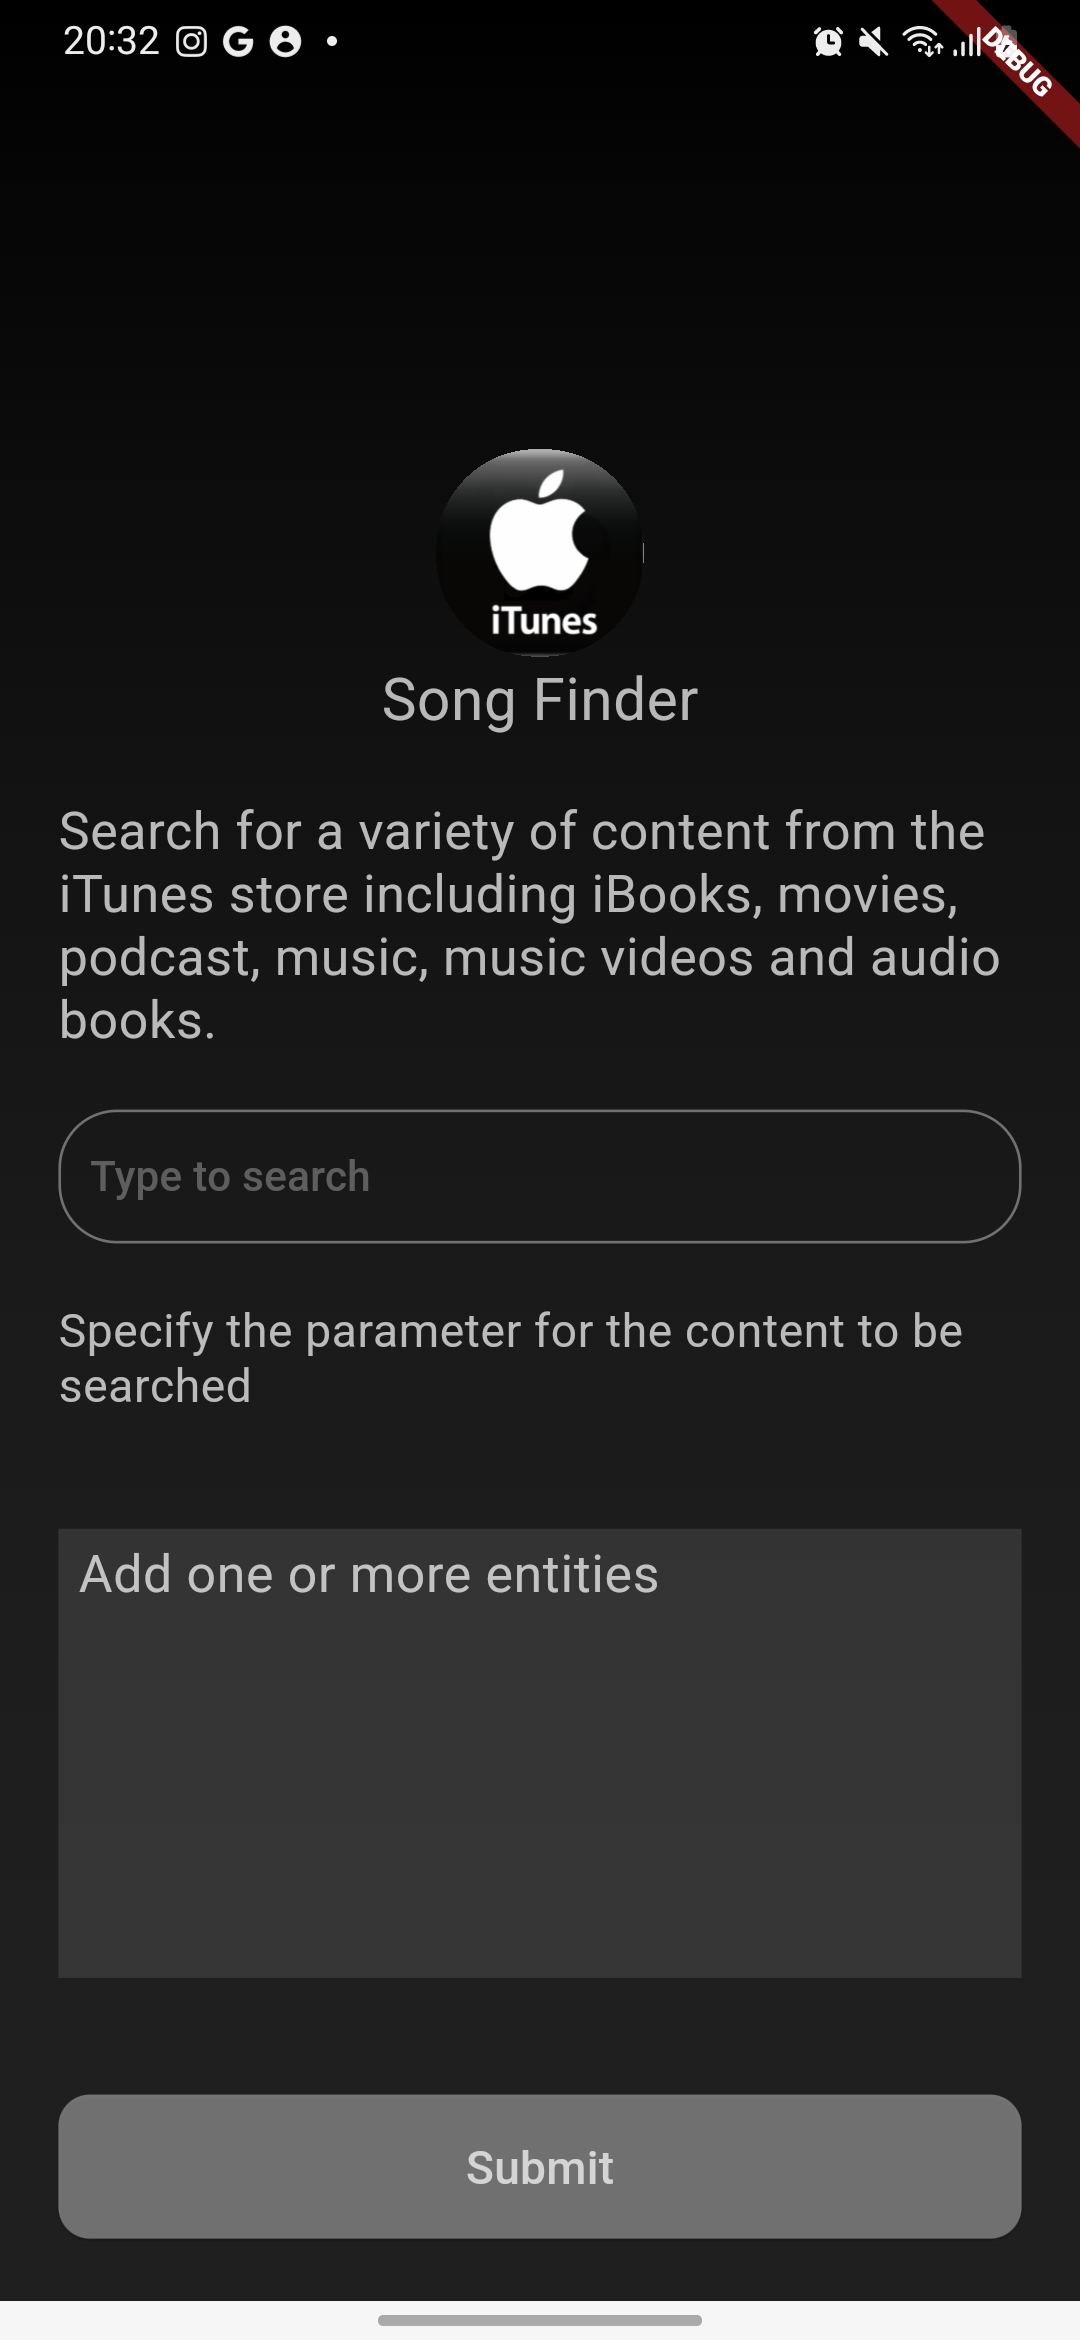 20:32
DEBUG
iTunes
Song Finder
Search for a variety of content from the
iTunes store including iBooks, movies,
podcast, music, music videos and audio
books.
Type to search
Specify the parameter for the content to be
searched
Add one or more entities
Submit